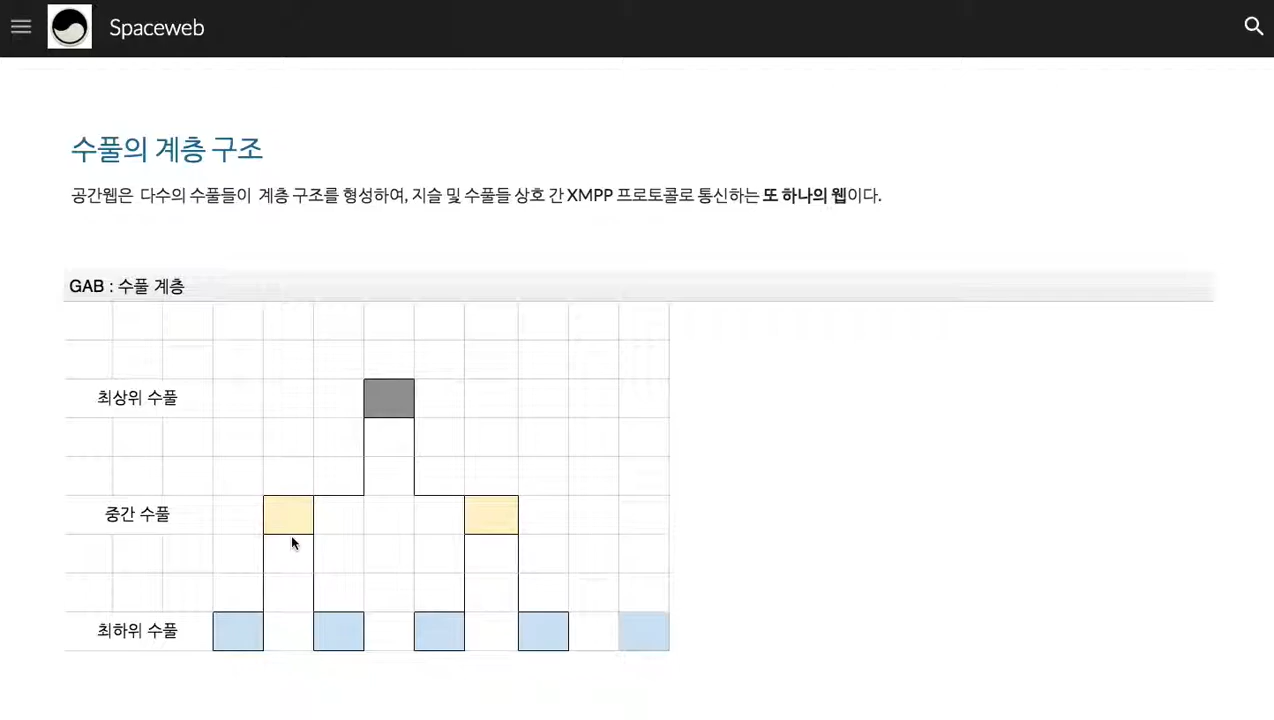 Spaceweb
수풀의 계층 구조
공간웹은 다수의 수풀들이 계층 구조를 형성하여, 지슬 및 수풀들 상호 간 XMPP 프로토콜로 통신하는 또 하나의 웹이다.
GAB : 수풀 계층
최상위 수풀
중간 수풀
최하위 수풀